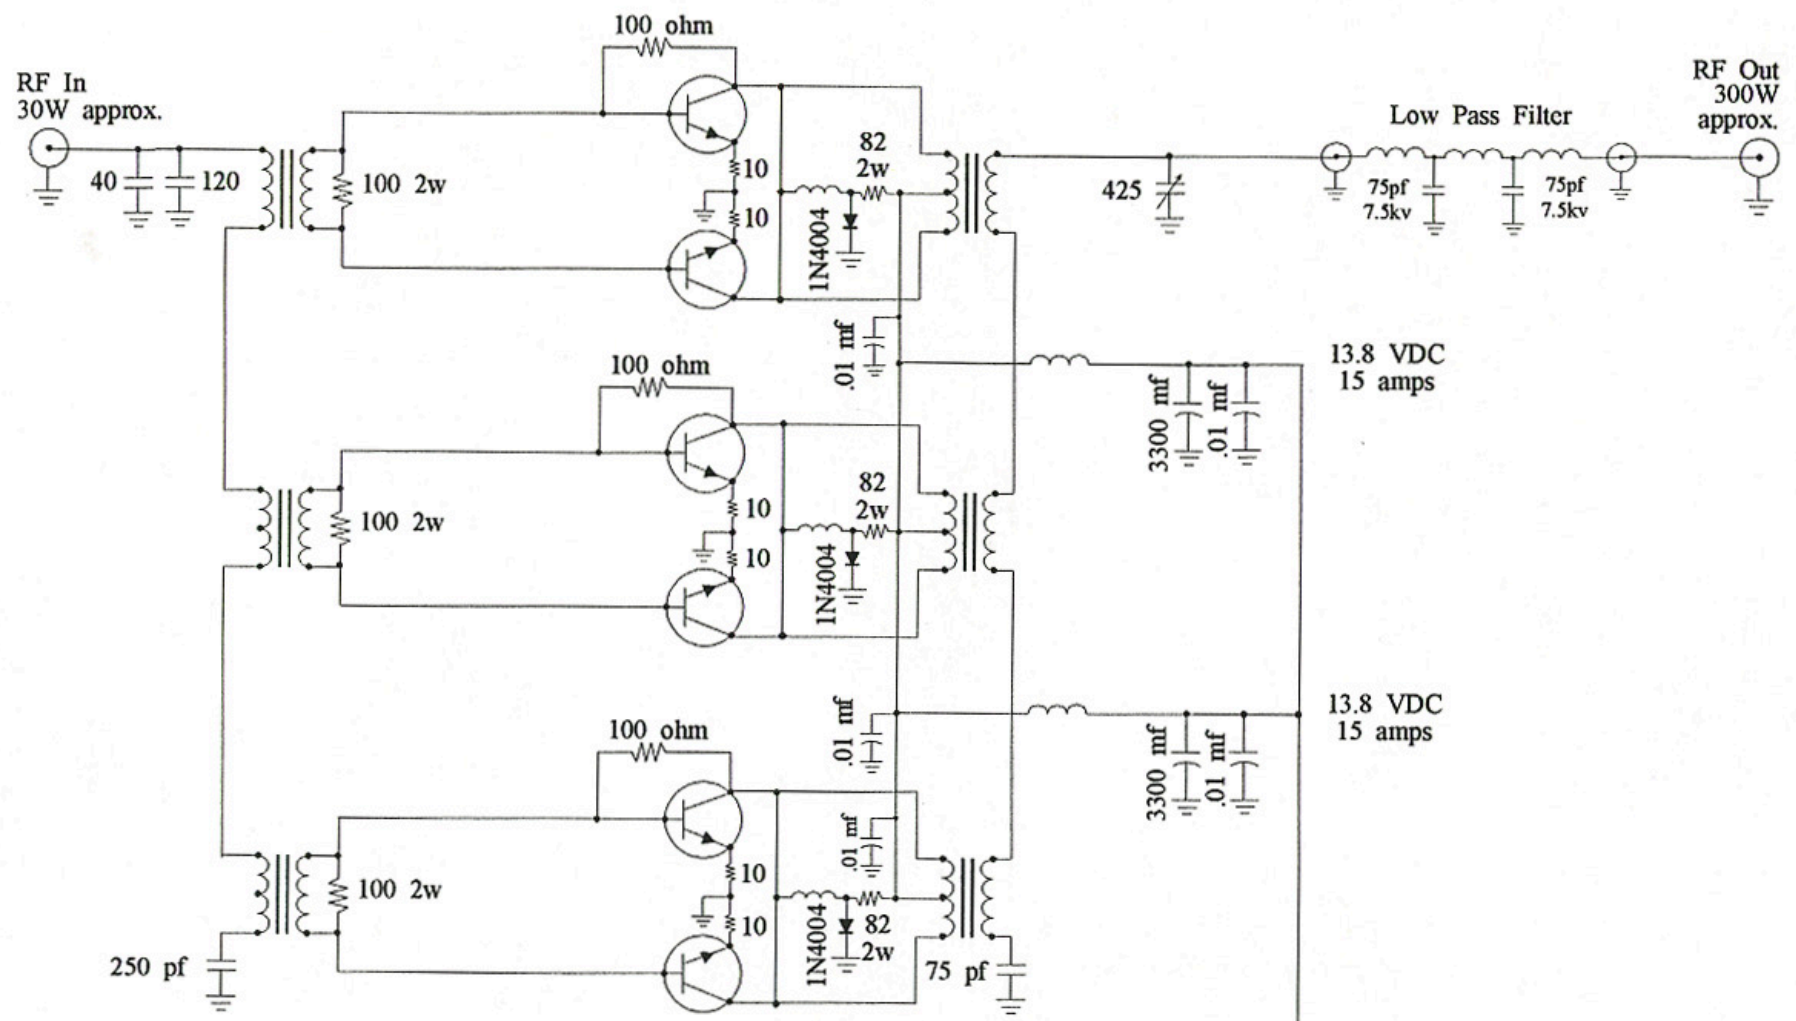 100 ohm
RF In
30W approx.
40
120
100 2w
10
10
82
2w
1N4004
.01 mf
425
Low Pass Filter
75pf
7.5kv
75pf
7.5kv
RF Out
300W
approx.
13.8 VDC
15 amps
3300 mf
.01 mf
100 ohm
100 2w
10
10
82
2w
1N4004
.01 mf
13.8 VDC
15 amps
3300 mf
.01 mf
100 ohm
100 2w
10
10
.01 mf
1N4004
82
2w
250 pf
75 pf